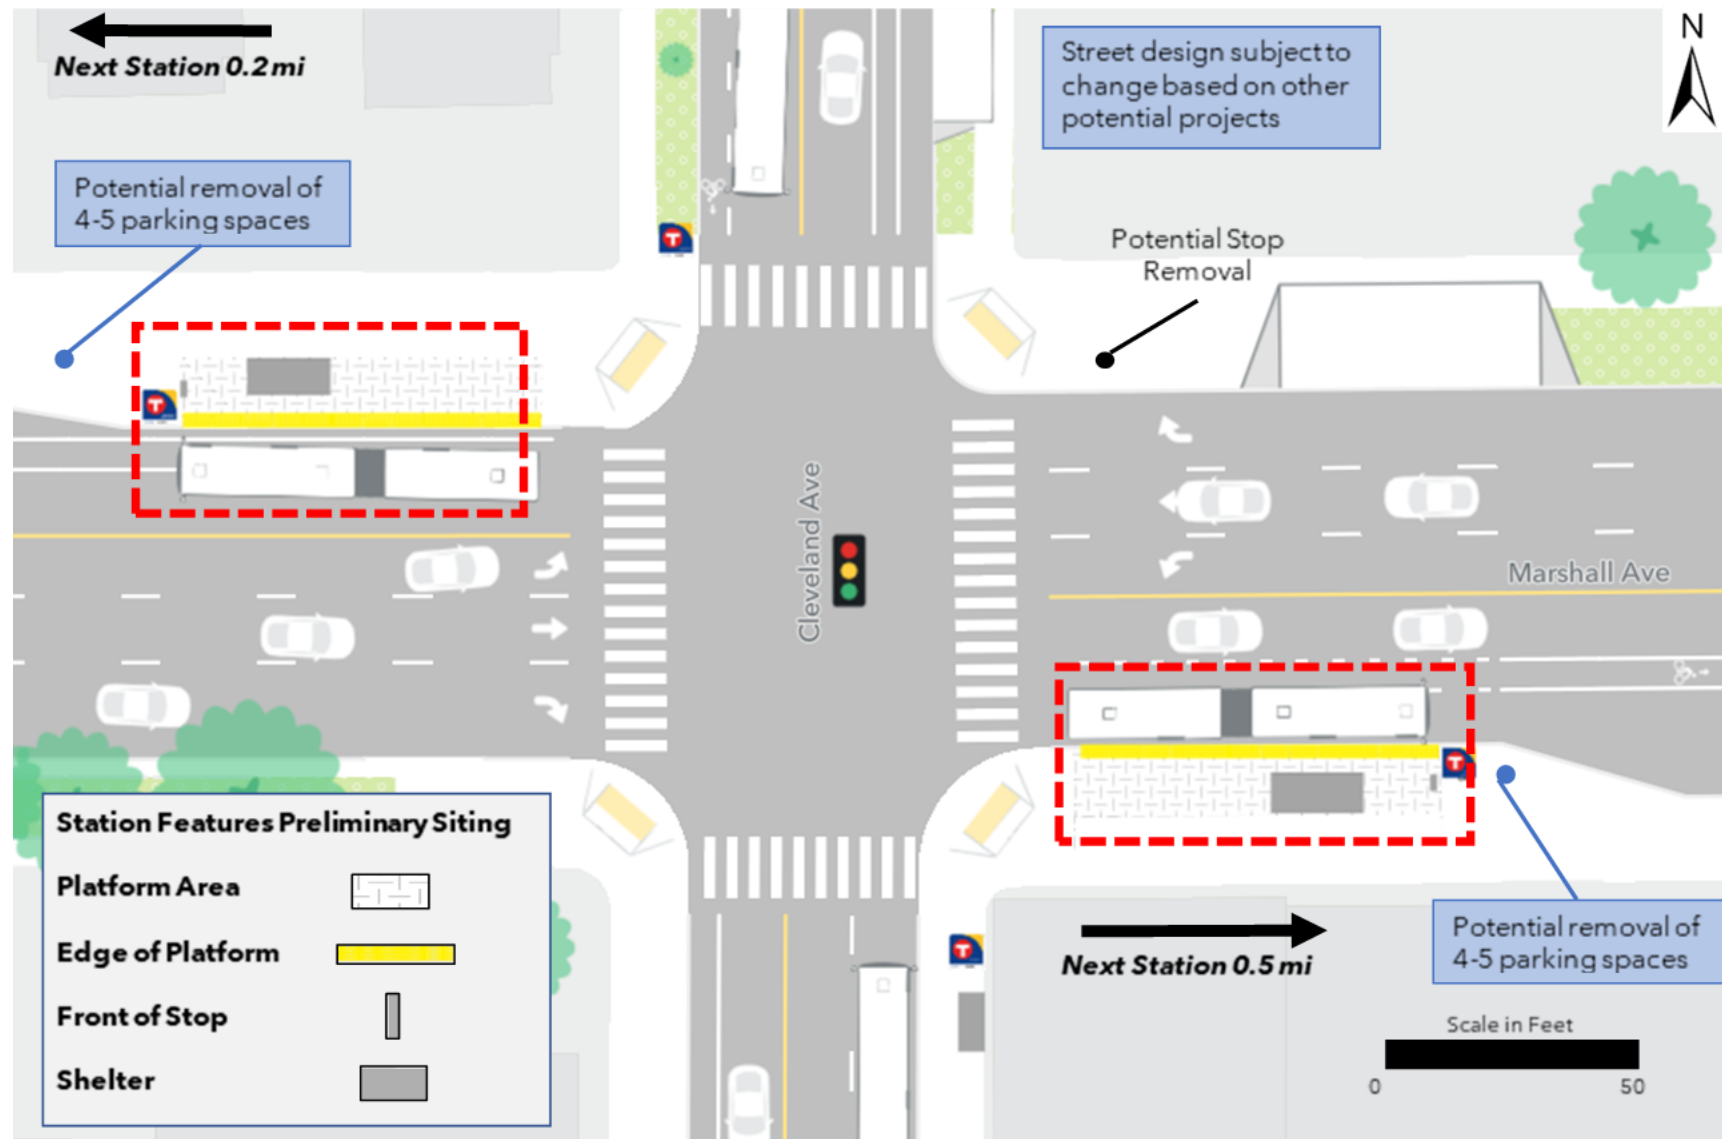 Next Station 0.2 mi
N
Street design subject to
change based on other
potential projects
Potential removal of
4-5 parking spaces
Potential Stop
Removal
Cleveland Ave
Marshall Ave
Station Features Preliminary Siting
Platform Area
Edge of Platform
Front of Stop
Shelter
Next Station 0.5 mi
Potential removal of
4-5 parking spaces
Scale in Feet
0 50
T
T
T
T